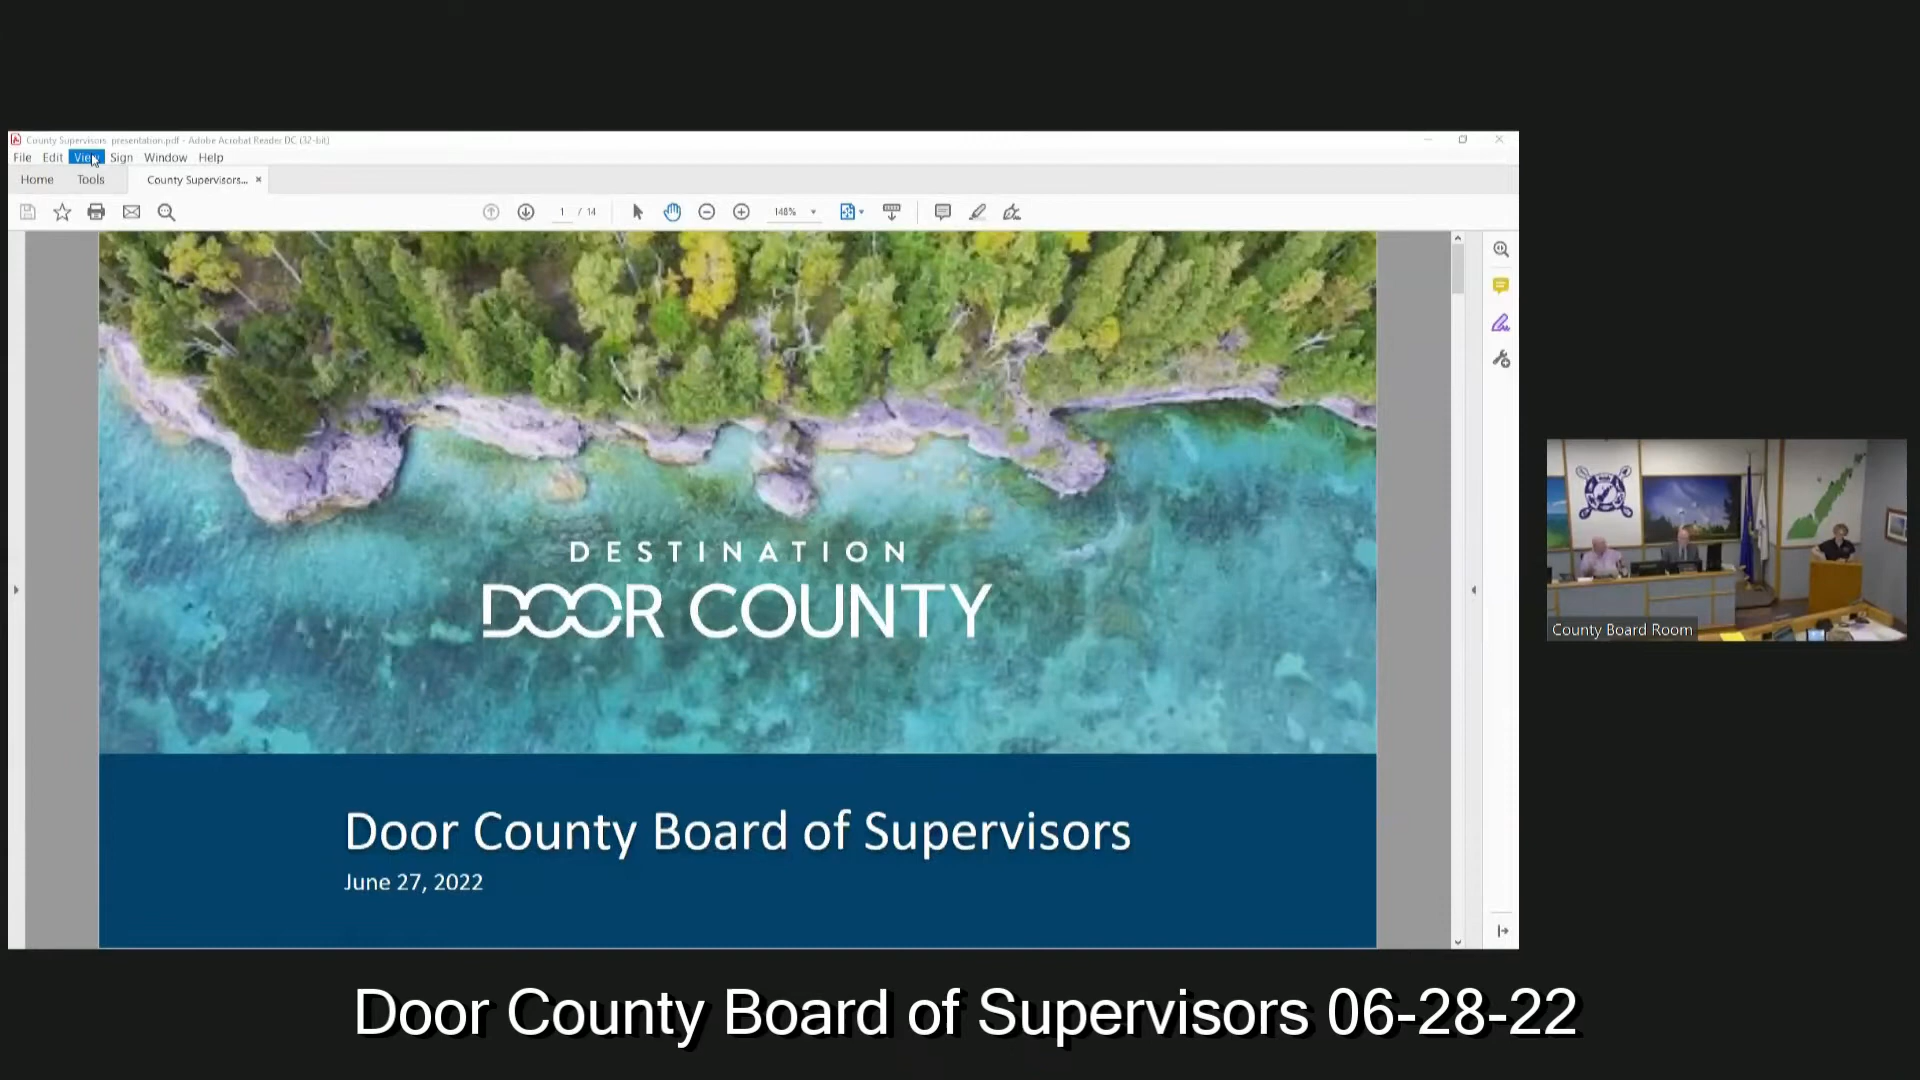 County Supervisors presentation.pdf - Adobe Acrobat Reader DC (32-bit)
File Edit View Sign Window Help
Home Tools County Supervisors... ×
1 / 14 148%
DESTINATION
DOOR COUNTY
Door County Board of Supervisors
June 27, 2022
County Board Room
Door County Board of Supervisors 06-28-22